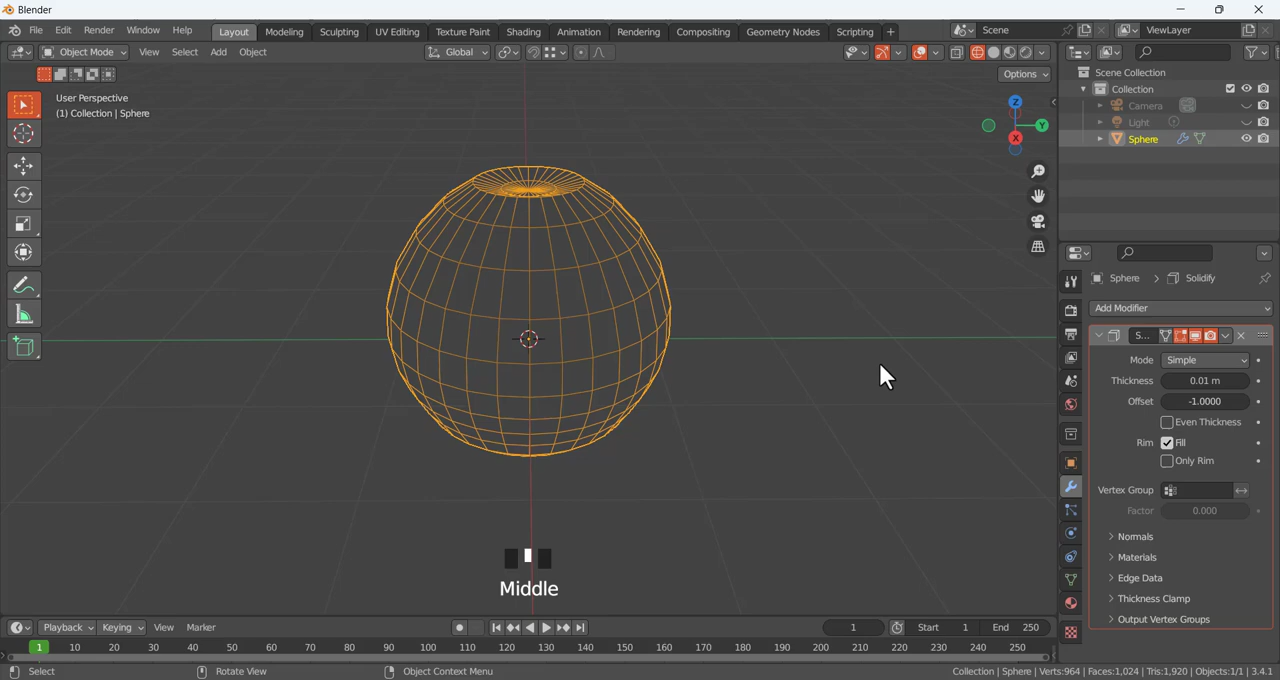 Blender
File Edit Render Window Help Layout Modeling Sculpting UV Editing Texture Paint Shading Animation Rendering Compositing Geometry Nodes Scripting + Scene ViewLayer
Object Mode View Select Add Object Global
Options
User Perspective
(1) Collection | Sphere
Z
Y
X
Scene Collection
Collection
Camera
Light
Sphere
Sphere > Solidify
Add Modifier
S...
Mode Simple
Thickness 0.01 m
Offset -1.0000
Even Thickness
Rim Fill
Only Rim
Vertex Group
Factor 0.000
Normals
Materials
Edge Data
Thickness Clamp
Output Vertex Groups
Middle
Playback Keying View Marker 1 Start 1 End 250
1 10 20 30 40 50 60 70 80 90 100 110 120 130 140 150 160 170 180 190 200 210 220 230 240 250
Select Rotate View Object Context Menu Collection | Sphere | Verts:964 | Faces:1,024 | Tris:1,920 | Objects:1/1 | 3.4.1